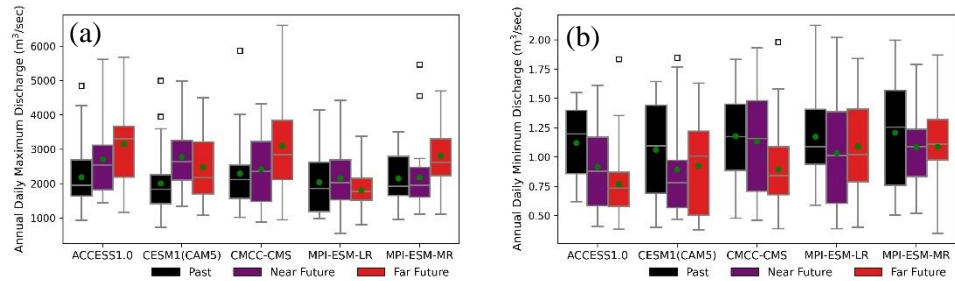 (a)
Annual Daily Maximum Discharge (m³/sec)
6000
5000
4000
3000
2000
1000
ACCESS1.0 CESM1(CAM5) CMCC-CMS MPI-ESM-LR MPI-ESM-MR
Past Near Future Far Future
(b)
Annual Daily Minimum Discharge (m³/sec)
2.00
1.75
1.50
1.25
1.00
0.75
0.50
ACCESS1.0 CESM1(CAM5) CMCC-CMS MPI-ESM-LR MPI-ESM-MR
Past Near Future Far Future